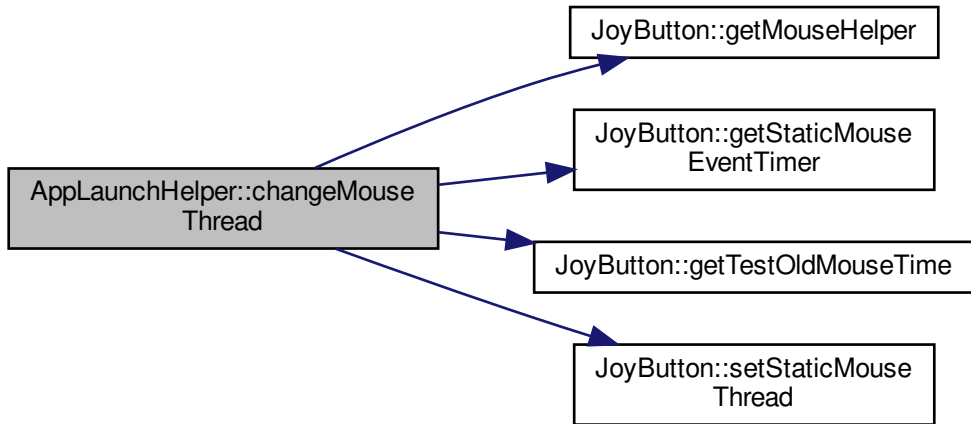 JoyButton::getMouseHelper
JoyButton::getStaticMouse
EventTimer
AppLaunchHelper::changeMouse
Thread
JoyButton::getTestOldMouseTime
JoyButton::setStaticMouse
Thread